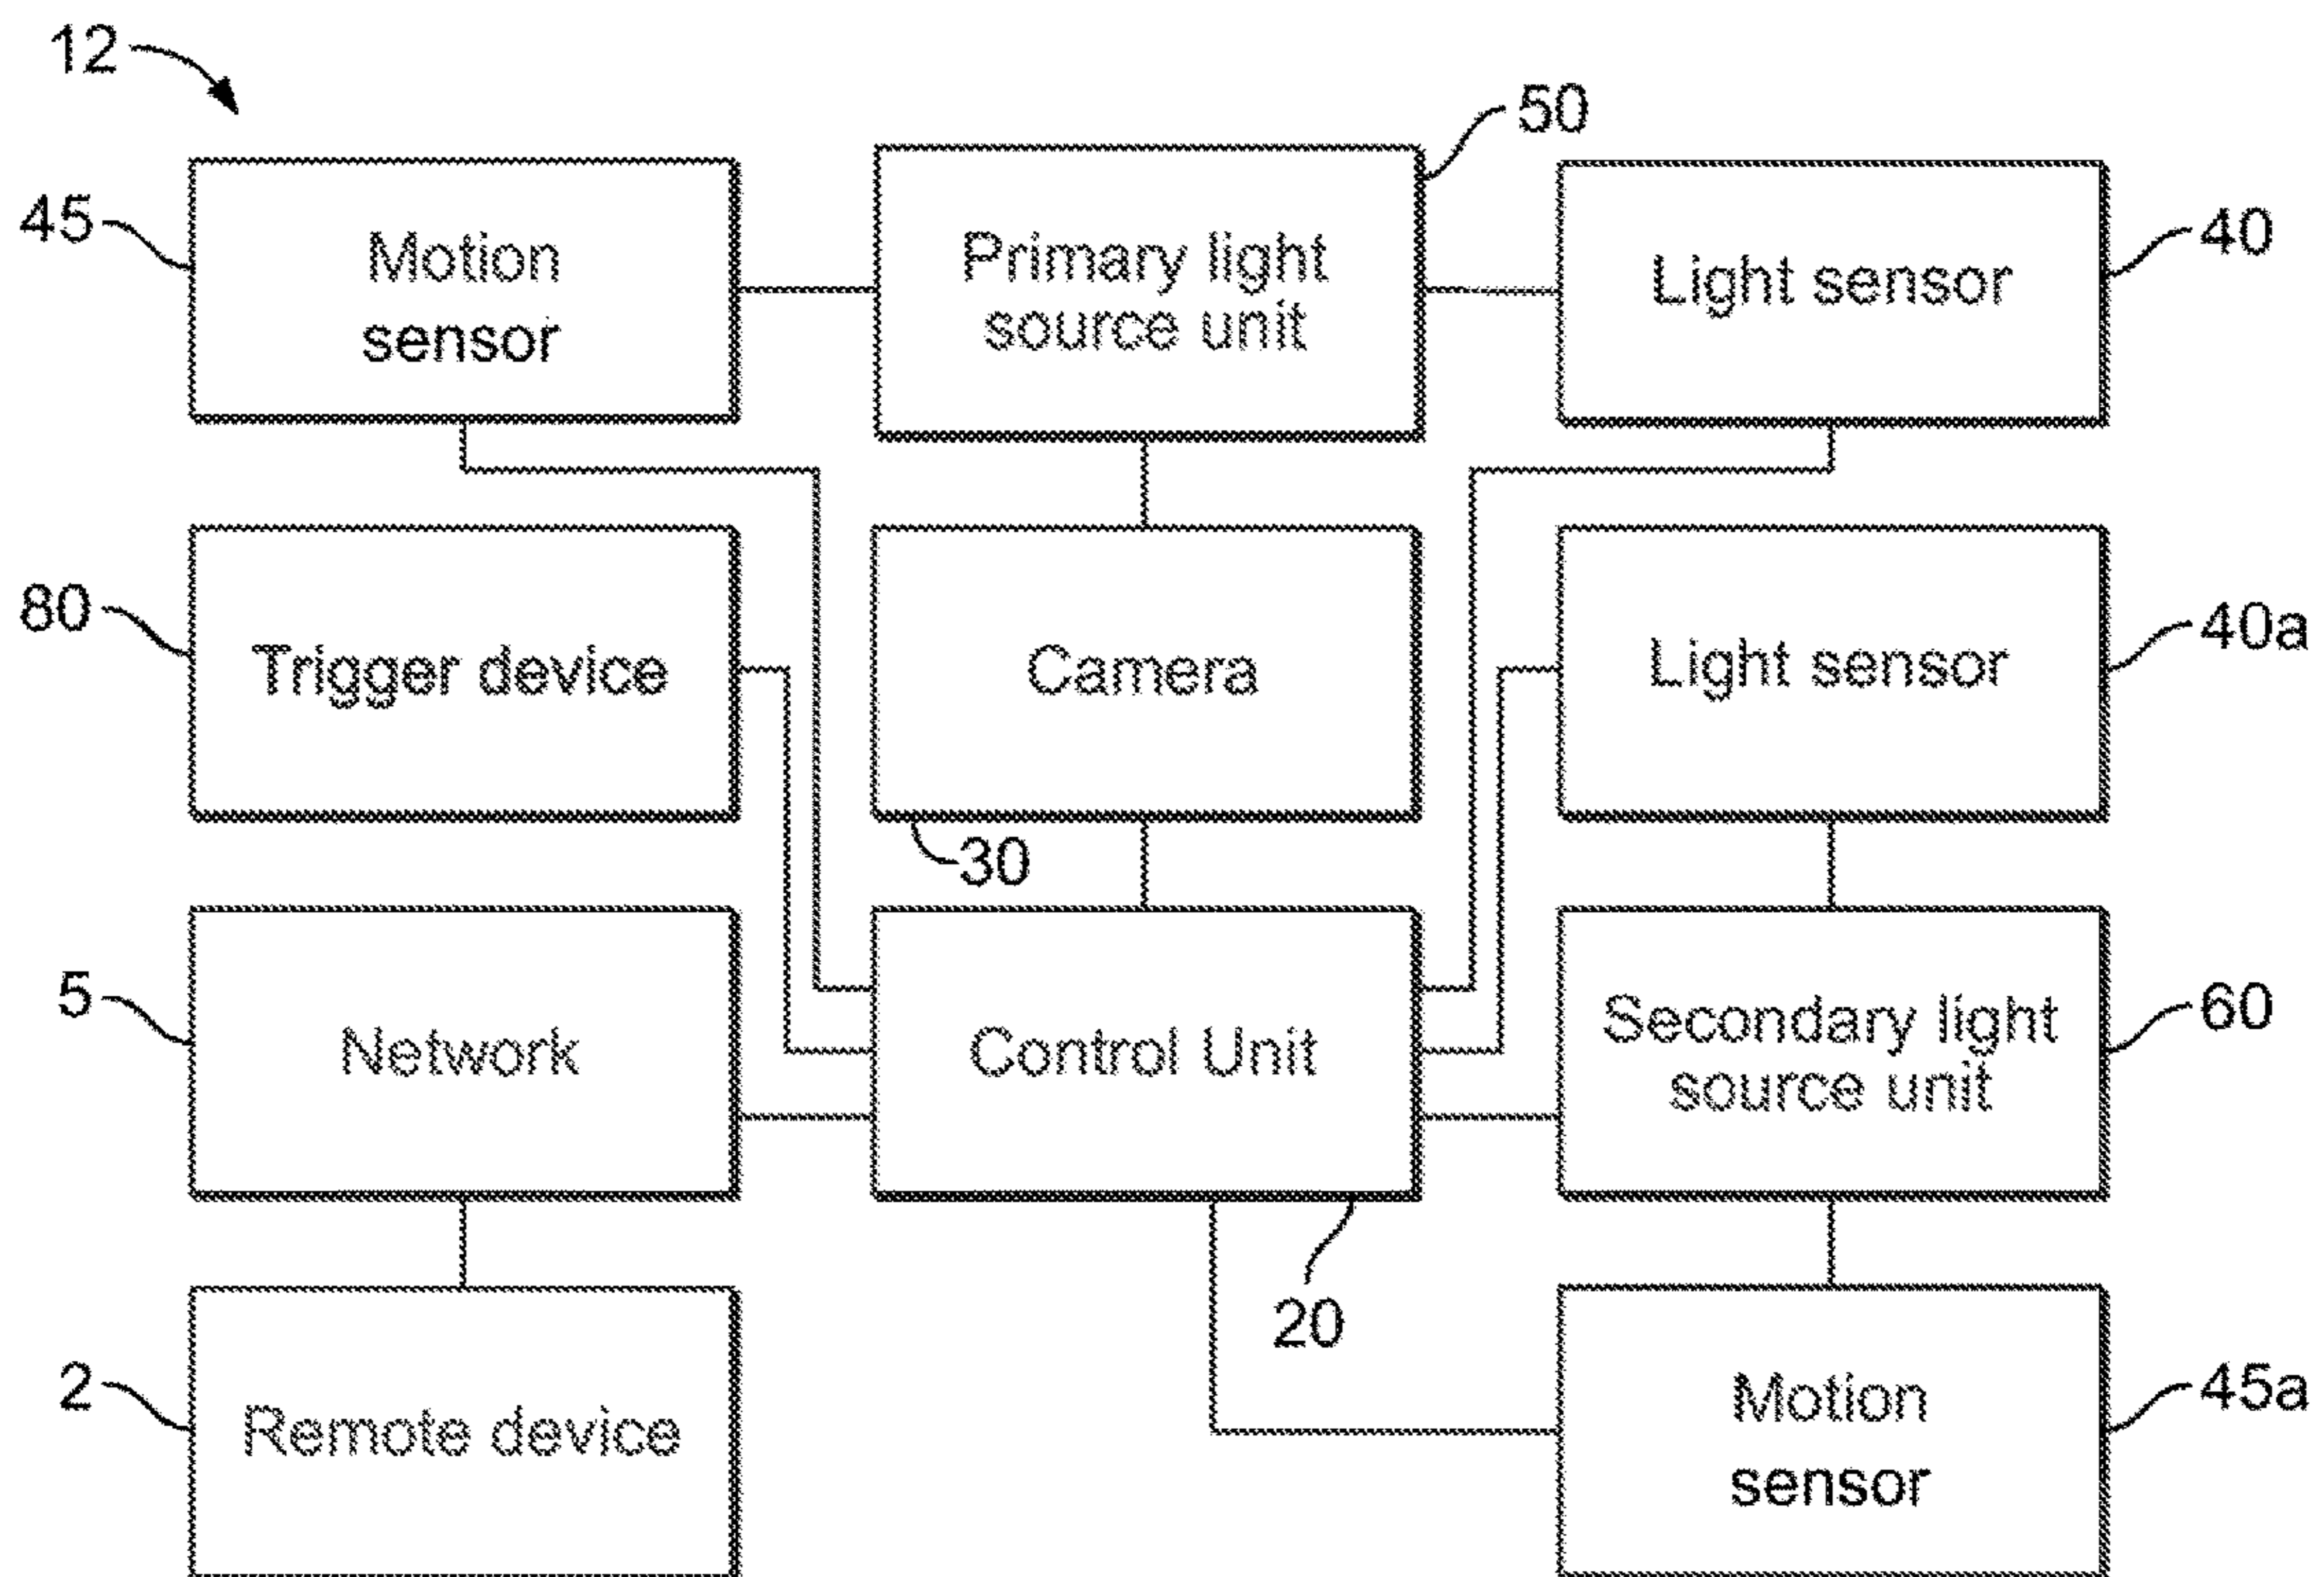 12
50
45
Motion
sensor
Primary light
source unit
Light sensor
40
80
Trigger device
Camera
30
Light sensor
40a
5
Network
Control Unit
20
Secondary light
source unit
60
2
Remote device
Motion
sensor
45a